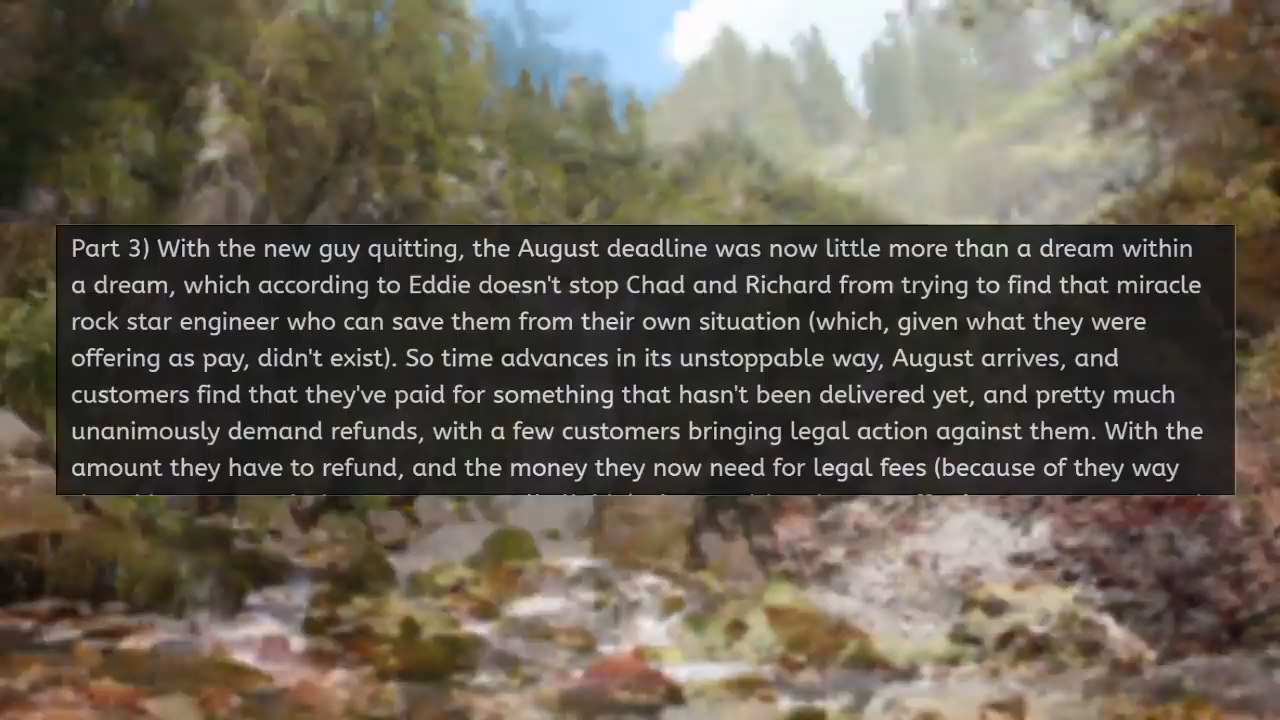 Part 3) With the new guy quitting, the August deadline was now little more than a dream within
a dream, which according to Eddie doesn't stop Chad and Richard from trying to find that miracle
rock star engineer who can save them from their own situation (which, given what they were
offering as pay, didn't exist). So time advances in its unstoppable way, August arrives, and
customers find that they've paid for something that hasn't been delivered yet, and pretty much
unanimously demand refunds, with a few customers bringing legal action against them. With the
amount they have to refund, and the money they now need for legal fees (because of they way